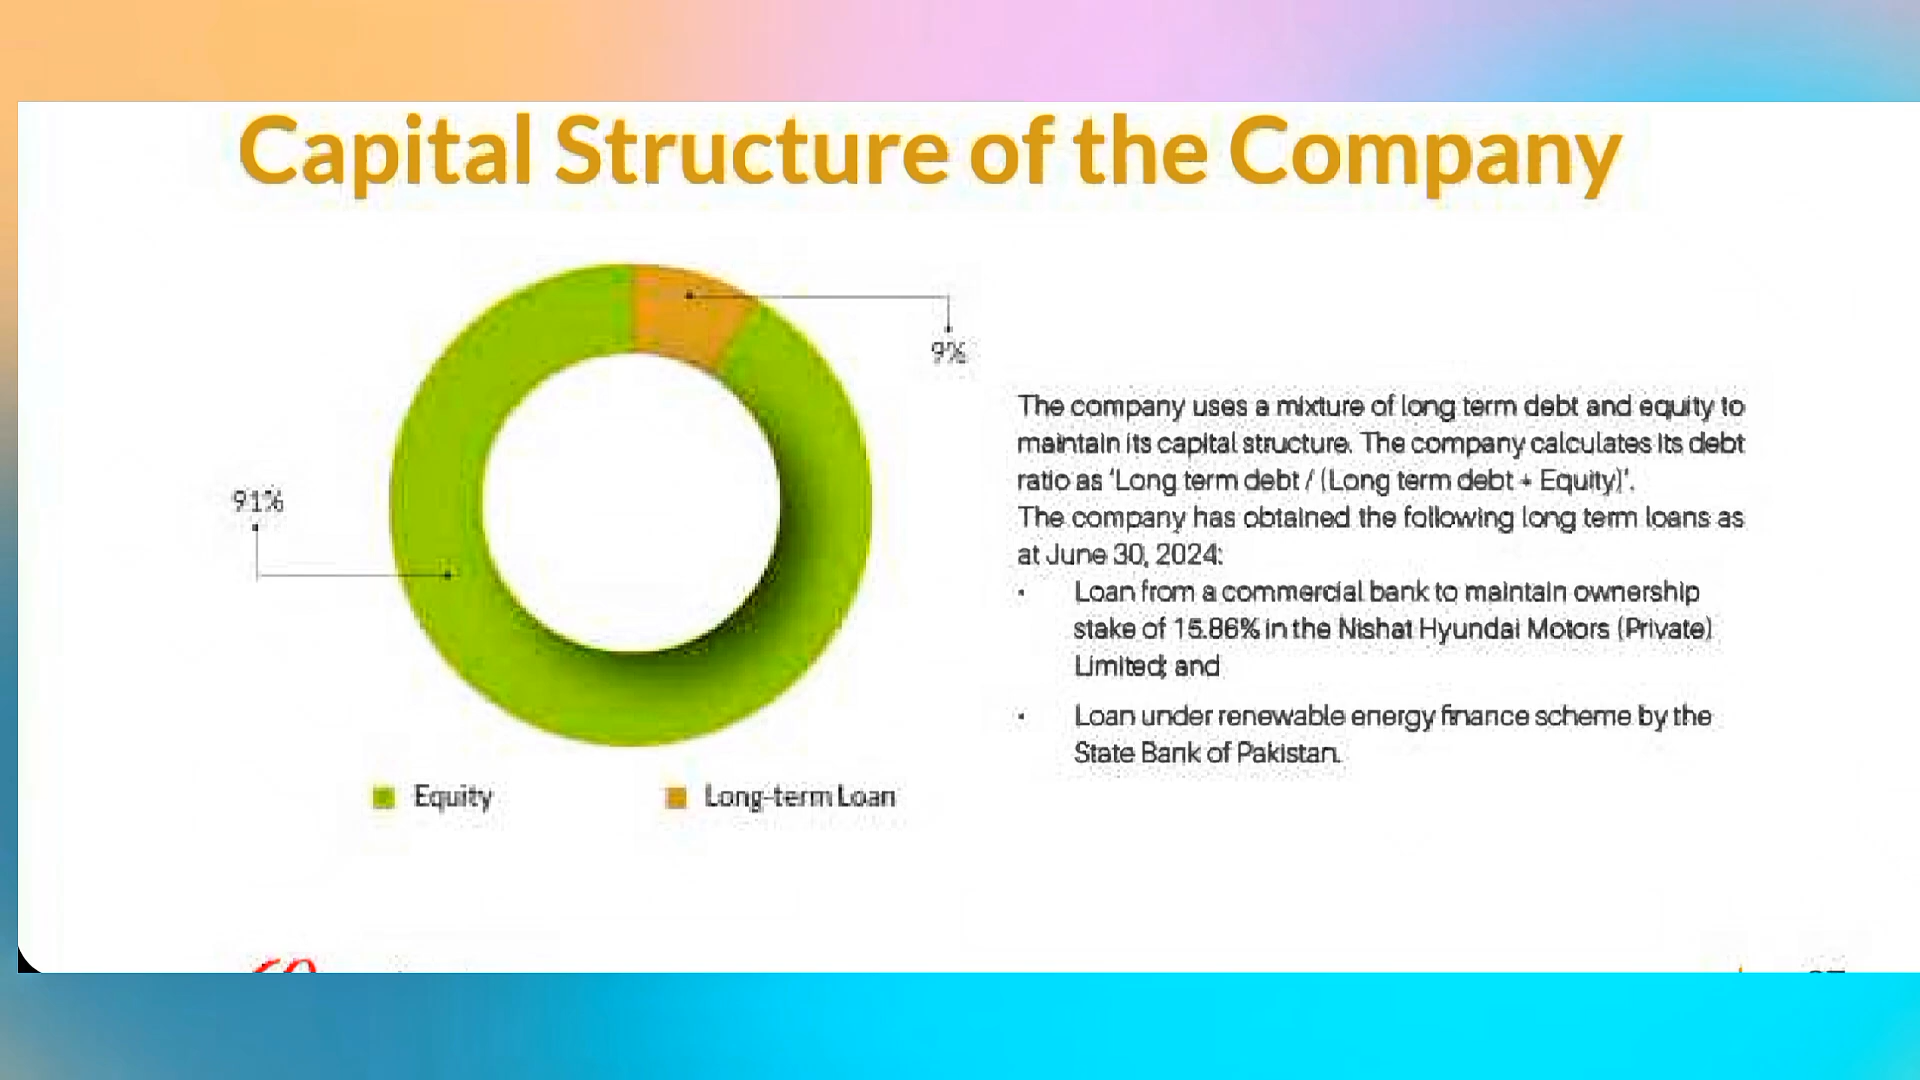 Capital Structure of the Company
9%
91%
Equity
Long-term Loan
The company uses a mixture of long term debt and equity to
maintain its capital structure. The company calculates its debt
ratio as ‘Long term debt / (Long term debt + Equity)’.
The company has obtained the following long term loans as
at June 30, 2024:
· Loan from a commercial bank to maintain ownership
stake of 15.86% in the Nishat Hyundai Motors (Private)
Limited; and
· Loan under renewable energy finance scheme by the
State Bank of Pakistan.